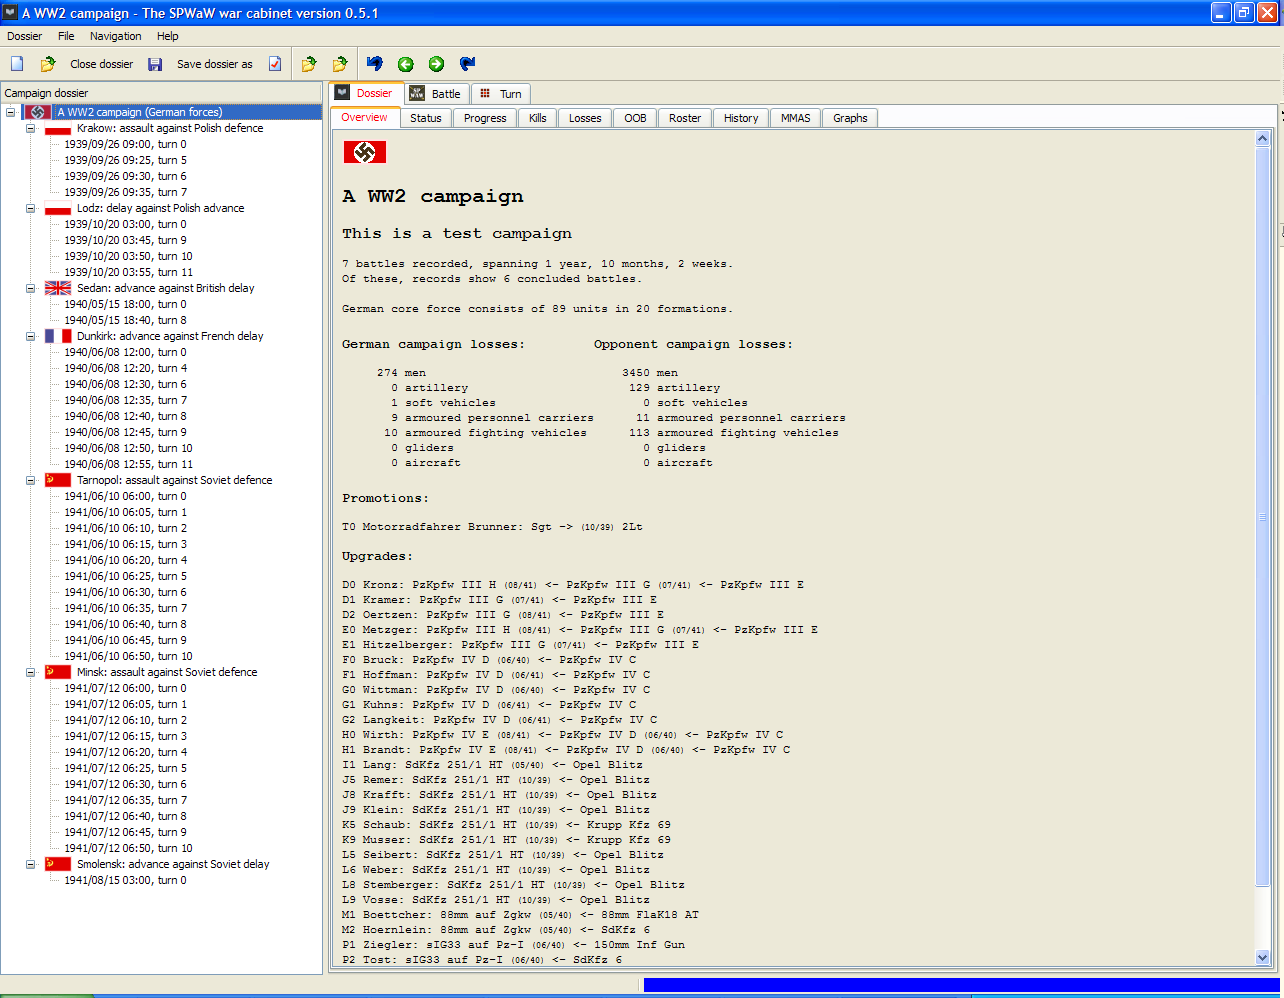 A WW2 campaign - The SPWaW war cabinet version 0.5.1
Dossier File Navigation Help
Close dossier Save dossier as
Campaign dossier
A WW2 campaign (German forces)
Krakow: assault against Polish defence
1939/09/26 09:00, turn 0
1939/09/26 09:25, turn 5
1939/09/26 09:30, turn 6
1939/09/26 09:35, turn 7
Lodz: delay against Polish advance
1939/10/20 03:00, turn 0
1939/10/20 03:45, turn 9
1939/10/20 03:50, turn 10
1939/10/20 03:55, turn 11
Sedan: advance against British delay
1940/05/15 18:00, turn 0
1940/05/15 18:40, turn 8
Dunkirk: advance against French delay
1940/06/08 12:00, turn 0
1940/06/08 12:20, turn 4
1940/06/08 12:30, turn 6
1940/06/08 12:35, turn 7
1940/06/08 12:40, turn 8
1940/06/08 12:45, turn 9
1940/06/08 12:50, turn 10
1940/06/08 12:55, turn 11
Tarnopol: assault against Soviet defence
1941/06/10 06:00, turn 0
1941/06/10 06:05, turn 1
1941/06/10 06:10, turn 2
1941/06/10 06:15, turn 3
1941/06/10 06:20, turn 4
1941/06/10 06:25, turn 5
1941/06/10 06:30, turn 6
1941/06/10 06:35, turn 7
1941/06/10 06:40, turn 8
1941/06/10 06:45, turn 9
1941/06/10 06:50, turn 10
Minsk: assault against Soviet defence
1941/07/12 06:00, turn 0
1941/07/12 06:05, turn 1
1941/07/12 06:10, turn 2
1941/07/12 06:15, turn 3
1941/07/12 06:20, turn 4
1941/07/12 06:25, turn 5
1941/07/12 06:30, turn 6
1941/07/12 06:35, turn 7
1941/07/12 06:40, turn 8
1941/07/12 06:45, turn 9
1941/07/12 06:50, turn 10
Smolensk: advance against Soviet delay
1941/08/15 03:00, turn 0
Dossier Battle Turn
Overview Status Progress Kills Losses OOB Roster History MMAS Graphs
A WW2 campaign
This is a test campaign
7 battles recorded, spanning 1 year, 10 months, 2 weeks.
Of these, records show 6 concluded battles.
German core force consists of 89 units in 20 formations.
German campaign losses: Opponent campaign losses:
274 men 3450 men
0 artillery 129 artillery
1 soft vehicles 0 soft vehicles
9 armoured personnel carriers 11 armoured personnel carriers
10 armoured fighting vehicles 113 armoured fighting vehicles
0 gliders 0 gliders
0 aircraft 0 aircraft
Promotions:
T0 Motorradfahrer Brunner: Sgt -> (10/39) 2Lt
Upgrades:
D0 Kronz: PzKpfw III H (08/41) <- PzKpfw III G (07/41) <- PzKpfw III E
D1 Kramer: PzKpfw III G (07/41) <- PzKpfw III E
D2 Oertzen: PzKpfw III G (08/41) <- PzKpfw III E
E0 Metzger: PzKpfw III H (08/41) <- PzKpfw III G (07/41) <- PzKpfw III E
E1 Hitzelberger: PzKpfw III G (07/41) <- PzKpfw III E
F0 Bruck: PzKpfw IV D (06/40) <- PzKpfw IV C
F1 Hoffman: PzKpfw IV D (06/41) <- PzKpfw IV C
G0 Wittman: PzKpfw IV D (06/40) <- PzKpfw IV C
G1 Kuhns: PzKpfw IV D (06/41) <- PzKpfw IV C
G2 Langkeit: PzKpfw IV D (06/41) <- PzKpfw IV C
H0 Wirth: PzKpfw IV E (08/41) <- PzKpfw IV D (06/40) <- PzKpfw IV C
H1 Brandt: PzKpfw IV E (08/41) <- PzKpfw IV D (06/40) <- PzKpfw IV C
I1 Lang: SdKfz 251/1 HT (05/40) <- Opel Blitz
J5 Remer: SdKfz 251/1 HT (10/39) <- Opel Blitz
J8 Krafft: SdKfz 251/1 HT (10/39) <- Opel Blitz
J9 Klein: SdKfz 251/1 HT (10/39) <- Opel Blitz
K5 Schaub: SdKfz 251/1 HT (10/39) <- Krupp Kfz 69
K9 Musser: SdKfz 251/1 HT (10/39) <- Krupp Kfz 69
L5 Seibert: SdKfz 251/1 HT (10/39) <- Opel Blitz
L6 Weber: SdKfz 251/1 HT (10/39) <- Opel Blitz
L8 Stemberger: SdKfz 251/1 HT (10/39) <- Opel Blitz
L9 Vosse: SdKfz 251/1 HT (10/39) <- Opel Blitz
M1 Boettcher: 88mm auf Zgkw (05/40) <- 88mm FlaK18 AT
M2 Hoernlein: 88mm auf Zgkw (05/40) <- SdKfz 6
P1 Ziegler: sIG33 auf Pz-I (06/40) <- 150mm Inf Gun
P2 Tost: sIG33 auf Pz-I (06/40) <- SdKfz 6